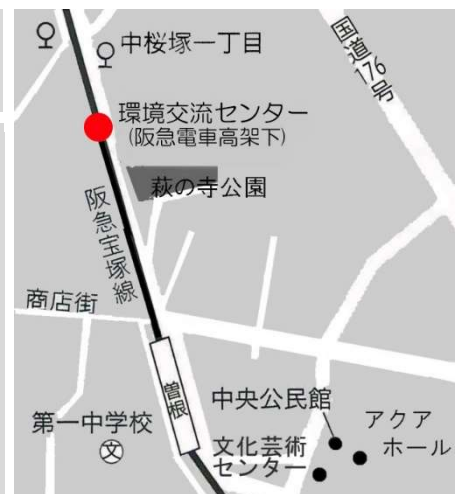 中桜塚一丁目
国道176号
環境交流センター
(阪急電車高架下)
萩の寺公園
阪急宝塚線
商店街
曽根
第一中学校
文
中央公民館
アクア
ホール
文化芸術
センター